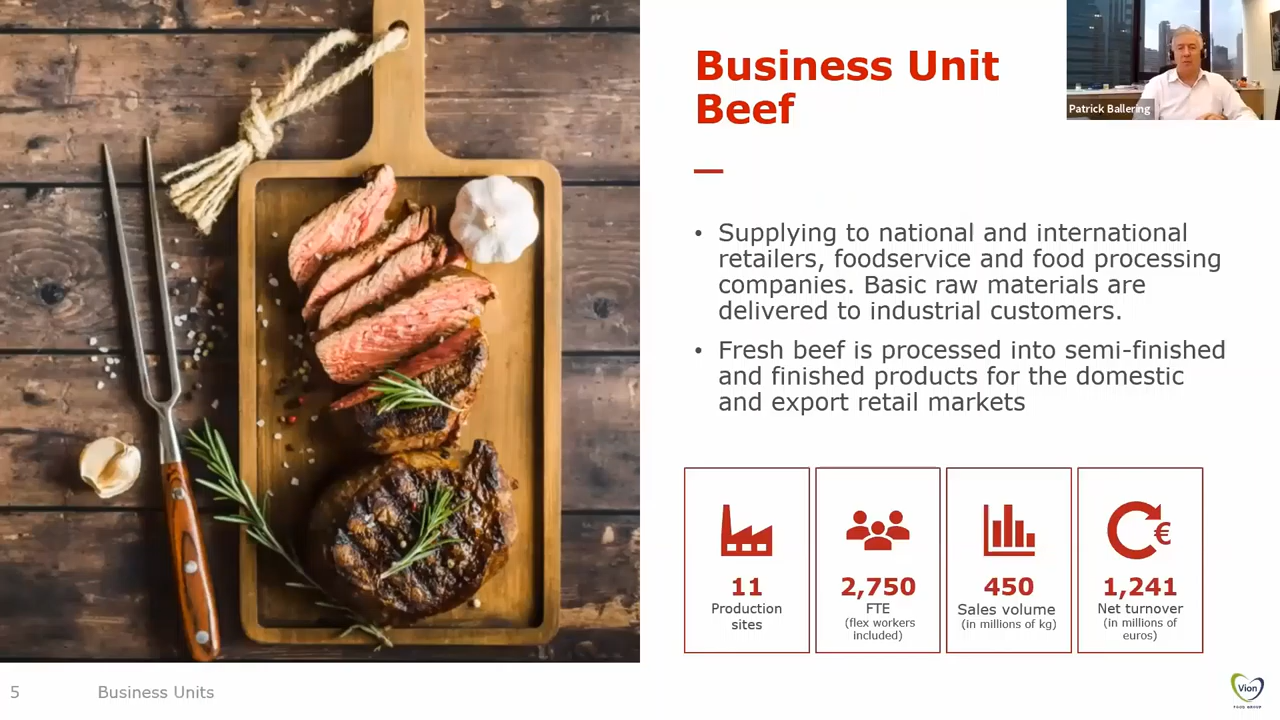 Business Unit
Beef
Patrick Ballering
• Supplying to national and international
retailers, foodservice and food processing
companies. Basic raw materials are
delivered to industrial customers.
• Fresh beef is processed into semi-finished
and finished products for the domestic
and export retail markets
11
Production
sites
2,750
FTE
(flex workers
included)
450
Sales volume
(in millions of kg)
€
1,241
Net turnover
(in millions of
euros)
5 Business Units
Vion
FOOD GROUP